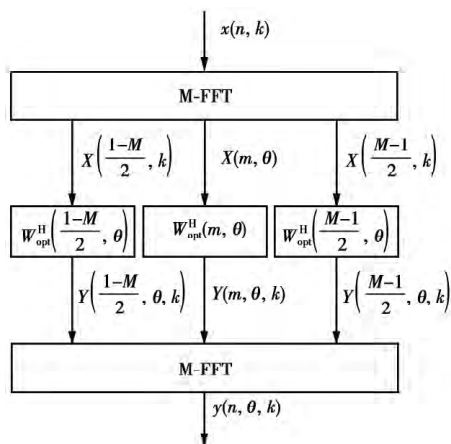 x(n, k)
M-FFT
X((1-M)/2, k) X(m, θ) X((M-1)/2, k)
W_opt^H((1-M)/2, θ) W_opt^H(m, θ) W_opt^H((M-1)/2, θ)
Y((1-M)/2, θ, k) Y(m, θ, k) Y((M-1)/2, θ, k)
M-FFT
y(n, θ, k)